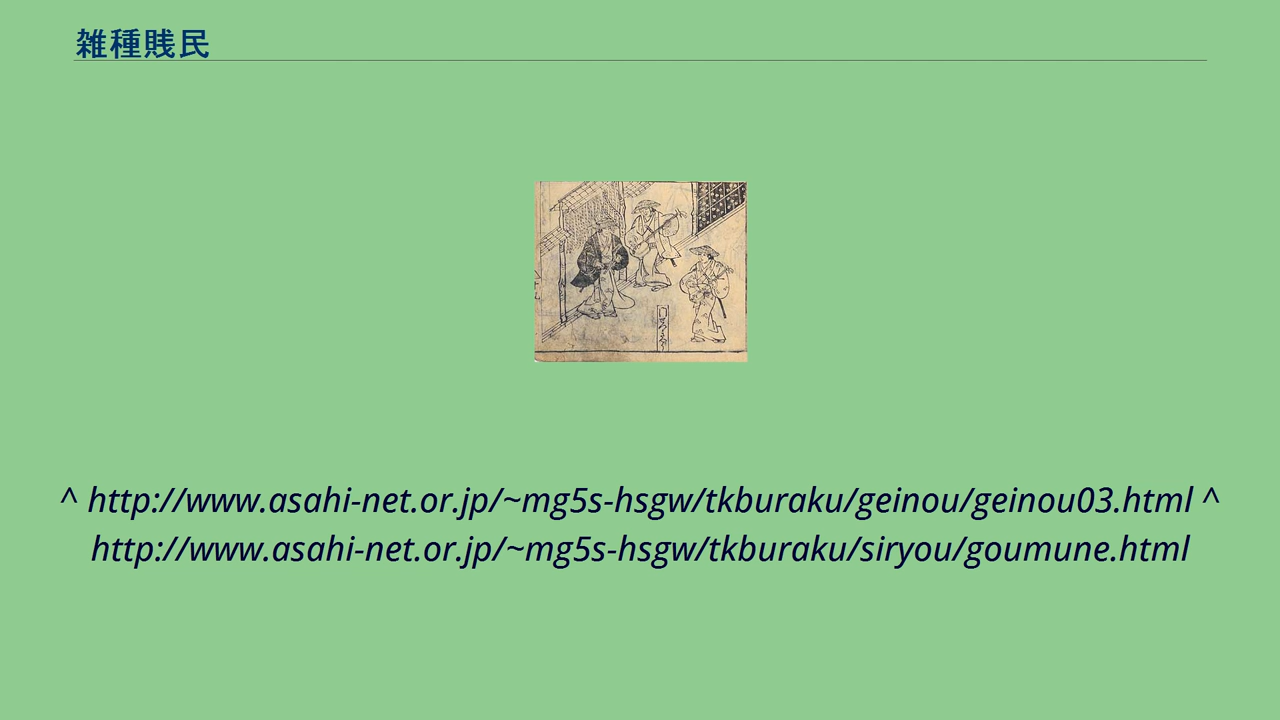 雑種賎民
^ http://www.asahi-net.or.jp/~mg5s-hsgw/tkburaku/geinou/geinou03.html ^
http://www.asahi-net.or.jp/~mg5s-hsgw/tkburaku/siryou/goumune.html